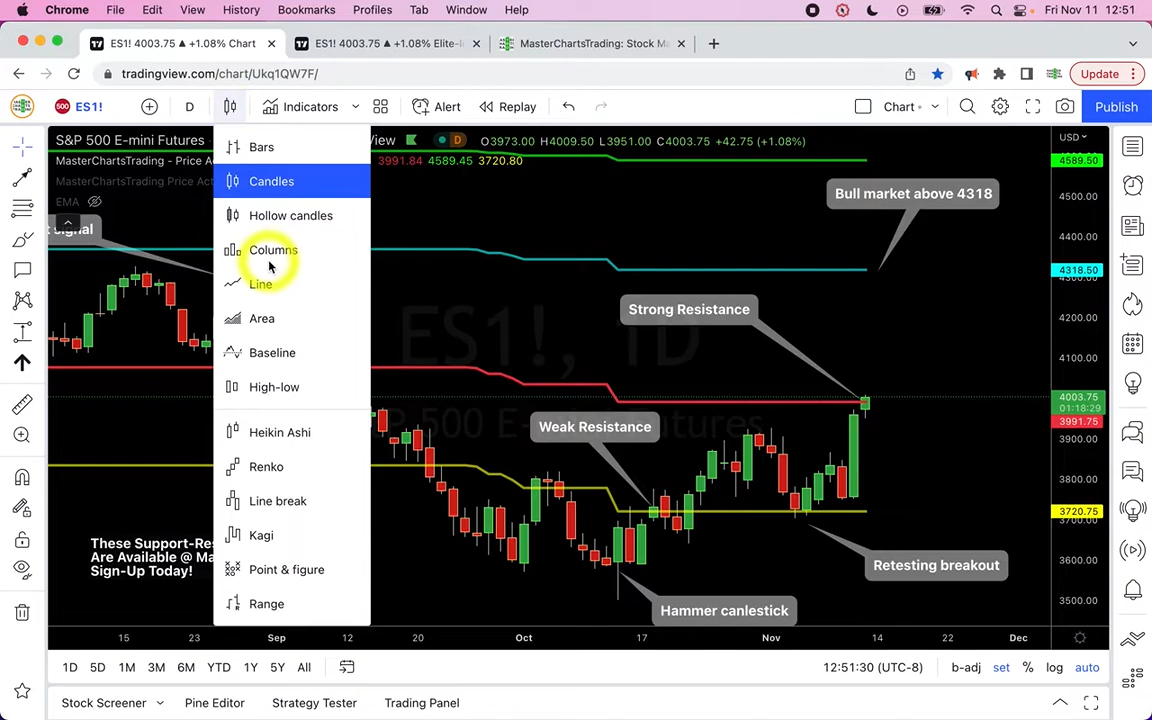 Chrome File Edit View History Bookmarks Profiles Tab Window Help Fri Nov 11 12:51
ES1! 4003.75 ▲ +1.08% Chart ES1! 4003.75 ▲ +1.08% Elite- MasterChartsTrading: Stock M
tradingview.com/chart/Ukq1QW7F/ Update
500 ES1! D Indicators Alert Replay Chart Publish
S&P 500 E-mini Futures View D O3973.00 H4009.50 L3951.00 C4003.75 +42.75 (+1.08%) USD
MasterChartsTrading - Price Ac 3991.84 4589.45 3720.80
MasterChartsTrading Price Act
EMA
t signal
Bars
Candles
Hollow candles
Columns
Line
Area
Baseline
High-low
Heikin Ashi
Renko
Line break
Kagi
Point & figure
Range
Bull market above 4318
Strong Resistance
Weak Resistance
Retesting breakout
Hammer canlestick
ES1!, 1D
S&P 500 E-mini Futures
These Support-Res
Are Available @ Ma
Sign-Up Today!
4589.50
4500.00
4400.00
4318.50
4200.00
4100.00
4003.75
01:18:29
3991.75
3900.00
3800.00
3720.75
3700.00
3600.00
3500.00
15 23 Sep 12 20 Oct 17 Nov 14 22 Dec
1D 5D 1M 3M 6M YTD 1Y 5Y All 12:51:30 (UTC-8) b-adj set % log auto
Stock Screener Pine Editor Strategy Tester Trading Panel